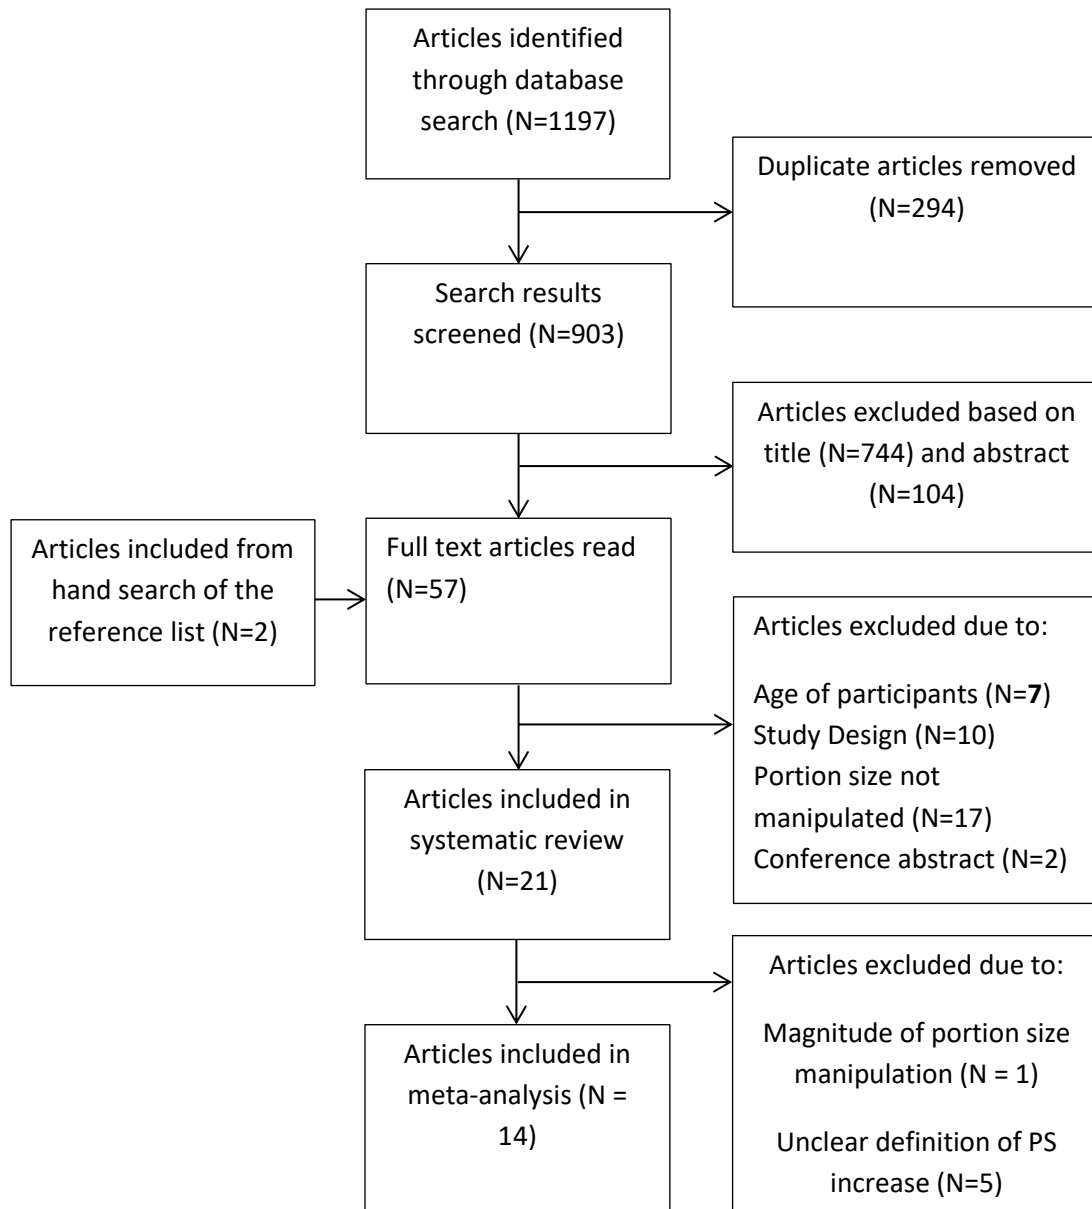 Articles identified
through database
search (N=1197)
Duplicate articles removed
(N=294)
Search results
screened (N=903)
Articles excluded based on
title (N=744) and abstract
(N=104)
Articles included from
hand search of the
reference list (N=2)
Full text articles read
(N=57)
Articles excluded due to:
Age of participants (N=7)
Study Design (N=10)
Portion size not
manipulated (N=17)
Conference abstract (N=2)
Articles included in
systematic review
(N=21)
Articles excluded due to:
Magnitude of portion size
manipulation (N = 1)
Unclear definition of PS
increase (N=5)
Articles included in
meta-analysis (N =
14)